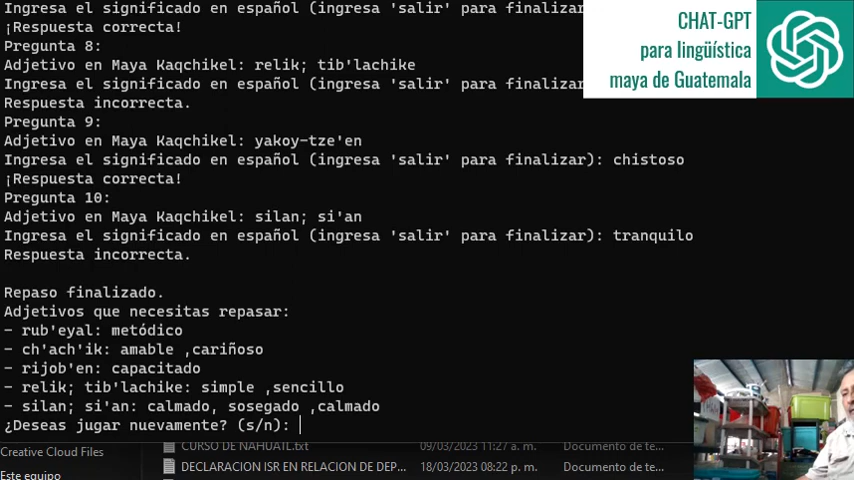 Ingresa el significado en español (ingresa 'salir' para finalizar
¡Respuesta correcta!
Pregunta 8:
Adjetivo en Maya Kaqchikel: relik; tib'lachike
Ingresa el significado en español (ingresa 'salir' para finalizar
Respuesta incorrecta.
Pregunta 9:
Adjetivo en Maya Kaqchikel: yakoy-tze'en
Ingresa el significado en español (ingresa 'salir' para finalizar): chistoso
¡Respuesta correcta!
Pregunta 10:
Adjetivo en Maya Kaqchikel: silan; si'an
Ingresa el significado en español (ingresa 'salir' para finalizar): tranquilo
Respuesta incorrecta.
Repaso finalizado.
Adjetivos que necesitas repasar:
- rub'eyal: metódico
- ch'ach'ik: amable ,cariñoso
- rijob'en: capacitado
- relik; tib'lachike: simple ,sencillo
- silan; si'an: calmado, sosegado ,calmado
¿Deseas jugar nuevamente? (s/n):
CHAT-GPT
para lingüística
maya de Guatemala
Creative Cloud Files
Este equipo
CURSO DE NAHUATL.txt 09/03/2023 11:27 a. m. Documento de te...
DECLARACION ISR EN RELACION DE DEP... 18/03/2023 08:22 p. m. Documento de te...